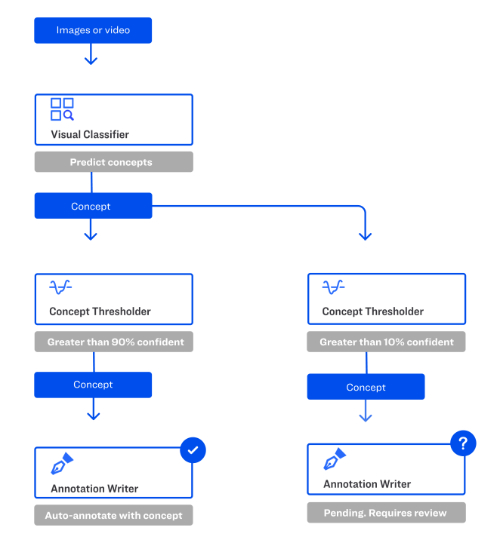 Images or video
Visual Classifier
Predict concepts
Concept
Concept Thresholder
Greater than 90% confident
Concept
Annotation Writer
Auto-annotate with concept
Concept Thresholder
Greater than 10% confident
Concept
?
Annotation Writer
Pending. Requires review